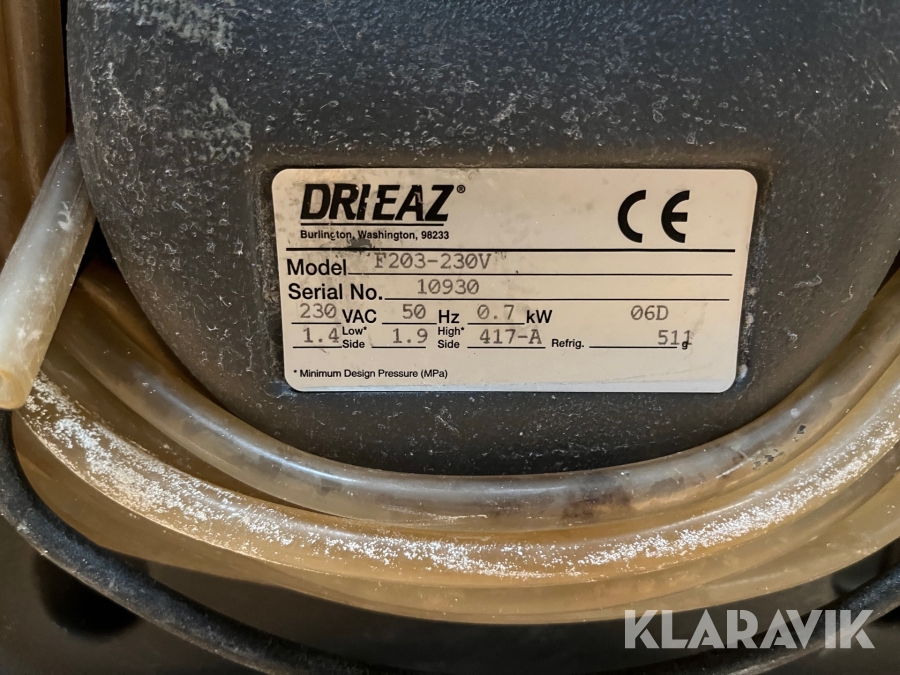 DRIEAZ®
Burlington, Washington, 98233
CE
Model F203-230V
Serial No. 10930
230 VAC 50 Hz 0.7 kW 06D
1.4 Low* Side 1.9 High* Side 417-A Refrig. 511 g
* Minimum Design Pressure (MPa)
KLARAVIK